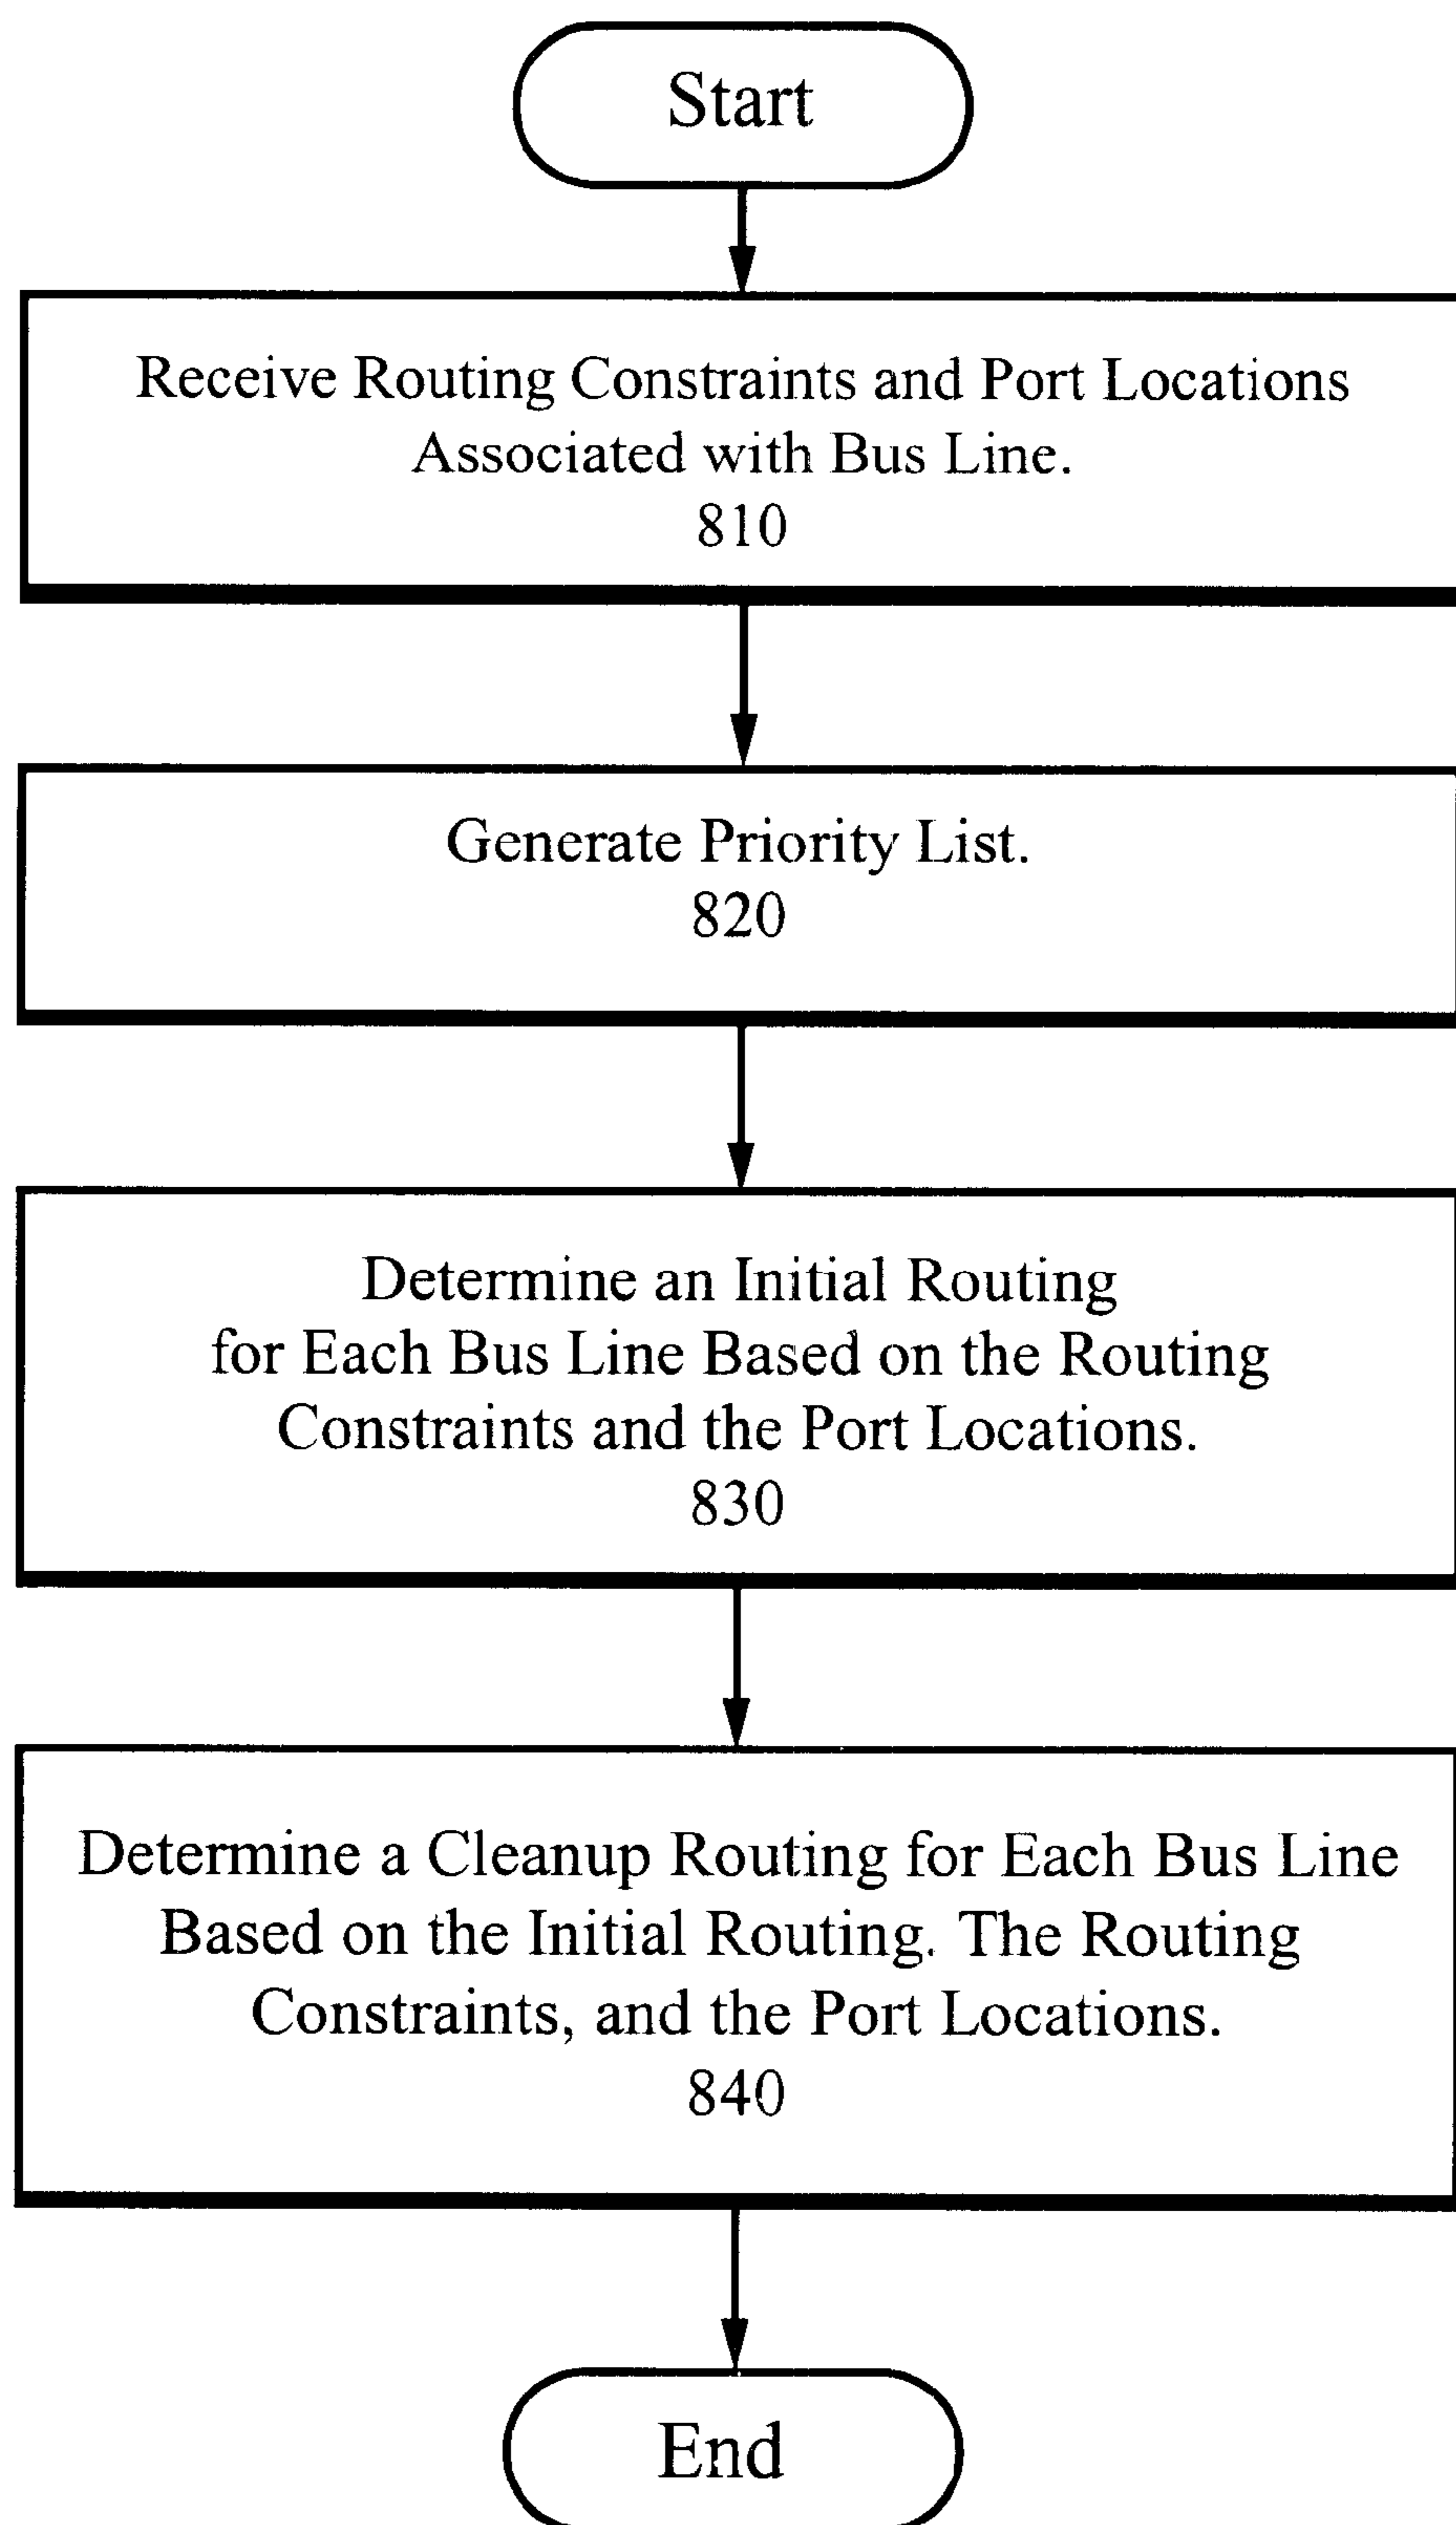 Start
Receive Routing Constraints and Port Locations
Associated with Bus Line.
810
Generate Priority List.
820
Determine an Initial Routing
for Each Bus Line Based on the Routing
Constraints and the Port Locations.
830
Determine a Cleanup Routing for Each Bus Line
Based on the Initial Routing. The Routing
Constraints, and the Port Locations.
840
End